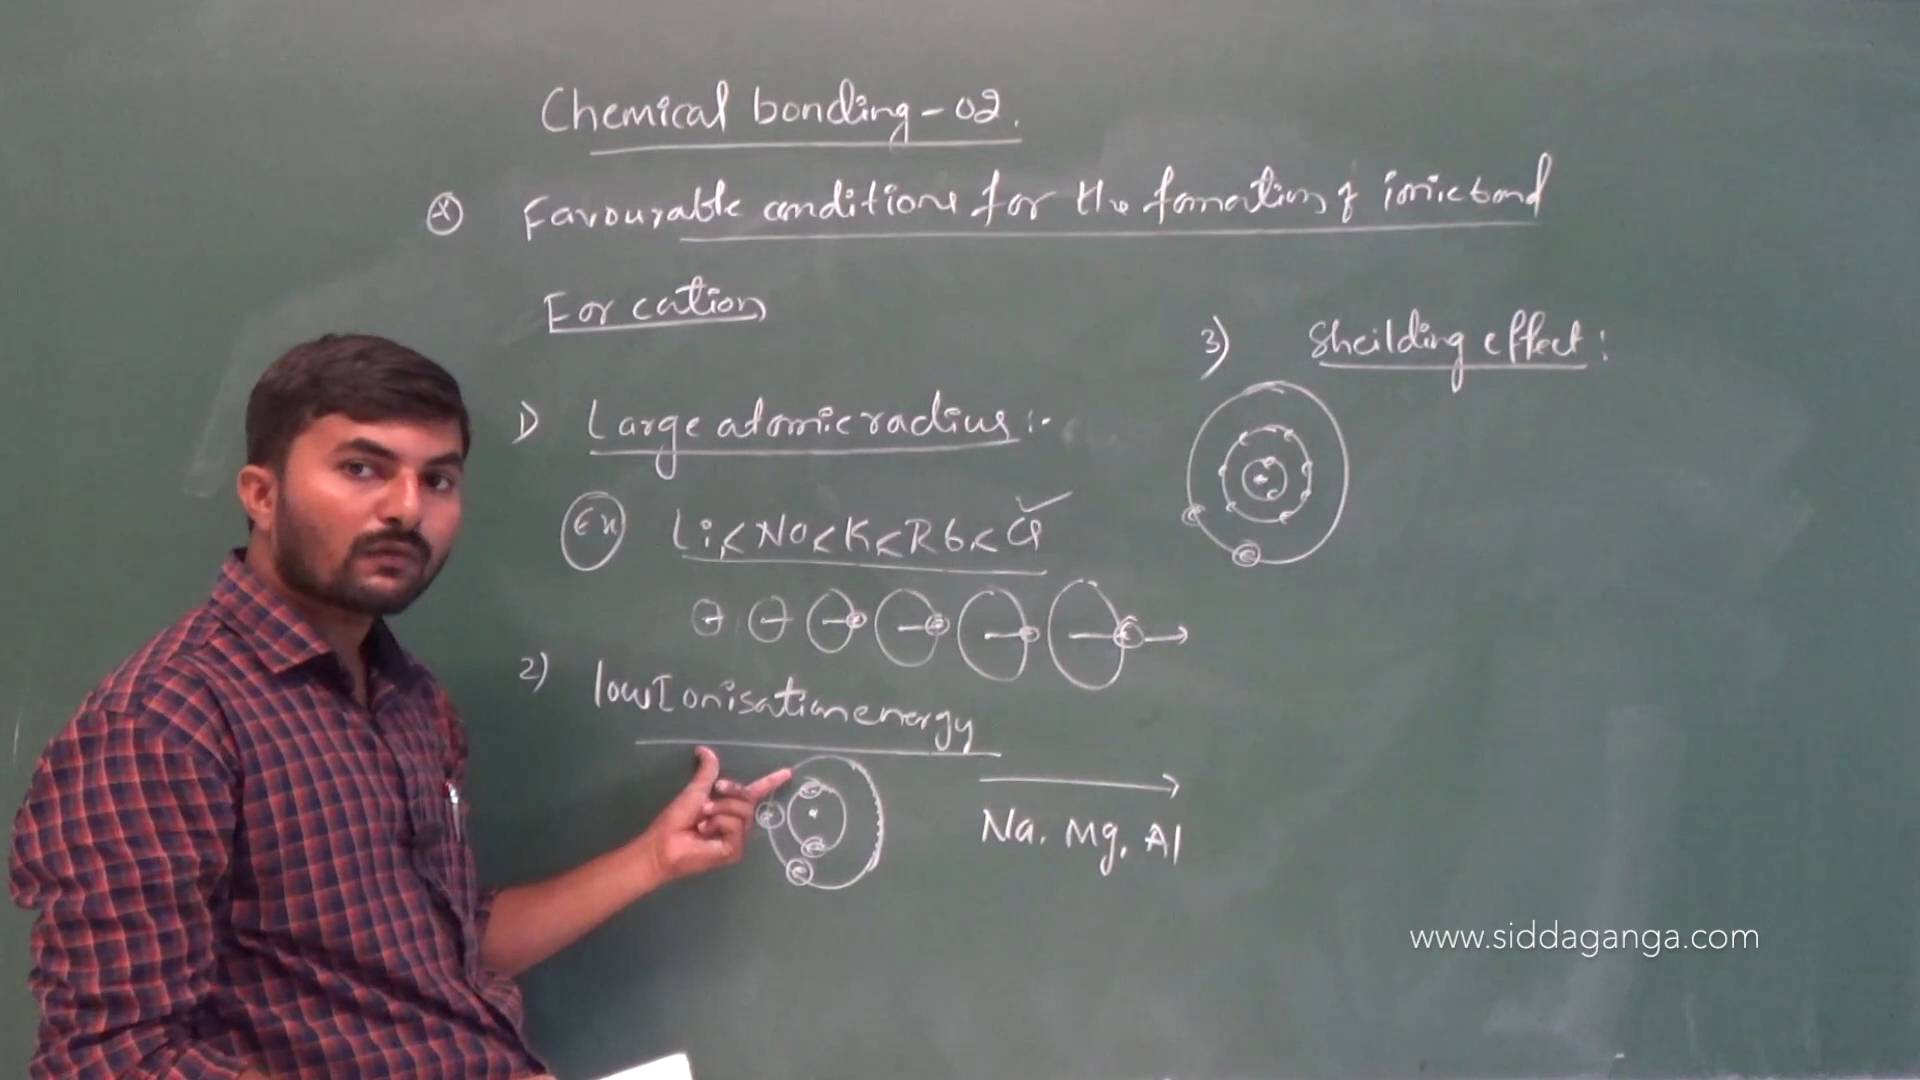 Chemical bonding - 02.
Favourable conditions for the formation of ionic bond
For cation
1) Large atomic radius :-
Ex Li < Na < K < Rb < Cs
2) low Ionisation energy
Na. Mg. Al
3) Sheilding effect :
www.siddaganga.com